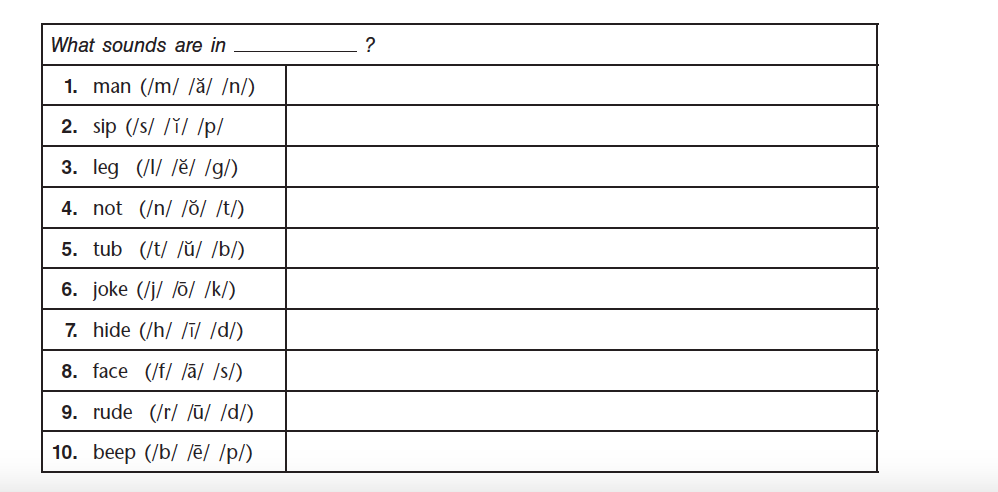 What sounds are in ____________ ?
1. man (/m/ /ă/ /n/)
2. sip (/s/ /ĭ/ /p/
3. leg (/l/ /ĕ/ /g/)
4. not (/n/ /ŏ/ /t/)
5. tub (/t/ /ŭ/ /b/)
6. joke (/j/ /ō/ /k/)
7. hide (/h/ /ī/ /d/)
8. face (/f/ /ā/ /s/)
9. rude (/r/ /ū/ /d/)
10. beep (/b/ /ē/ /p/)